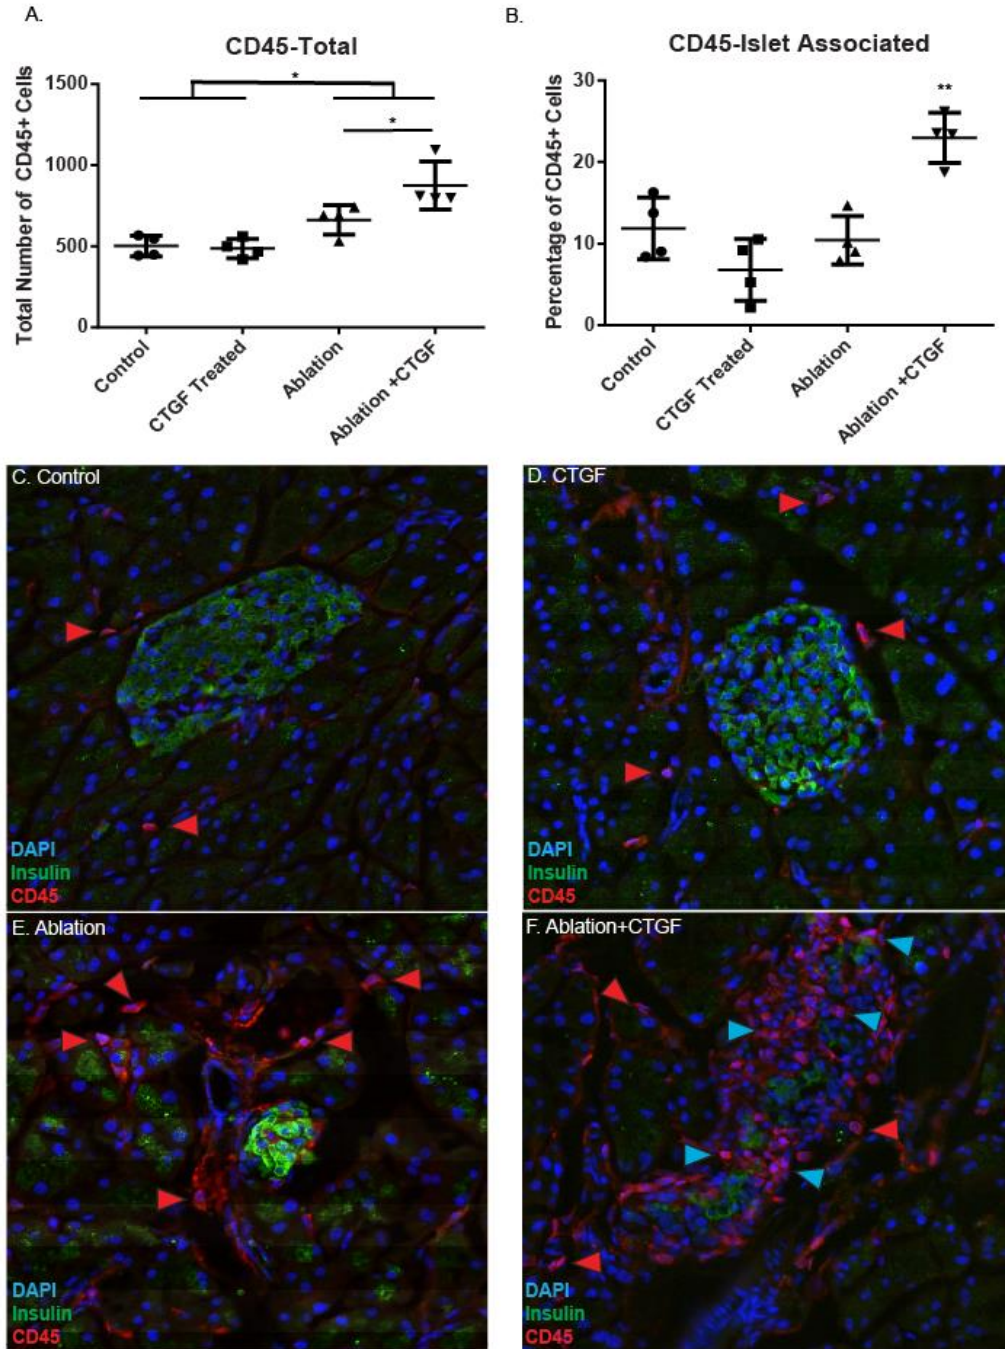 A.
CD45-Total
Total Number of CD45+ Cells
1500
1000
500
0
*
*
Control
CTGF Treated
Ablation
Ablation +CTGF
B.
CD45-Islet Associated
Percentage of CD45+ Cells
30
20
10
0
**
Control
CTGF Treated
Ablation
Ablation +CTGF
C. Control
DAPI
Insulin
CD45
D. CTGF
DAPI
Insulin
CD45
E. Ablation
DAPI
Insulin
CD45
F. Ablation+CTGF
DAPI
Insulin
CD45